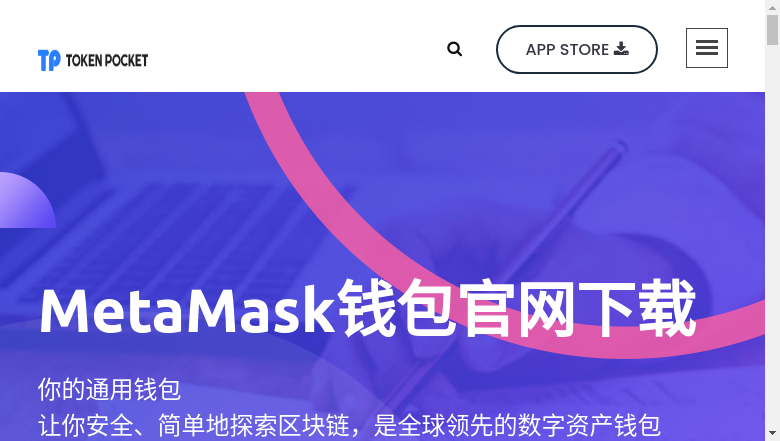 TP TOKEN POCKET
APP STORE
MetaMask钱包官网下载
你的通用钱包
让你安全、简单地探索区块链，是全球领先的数字资产钱包